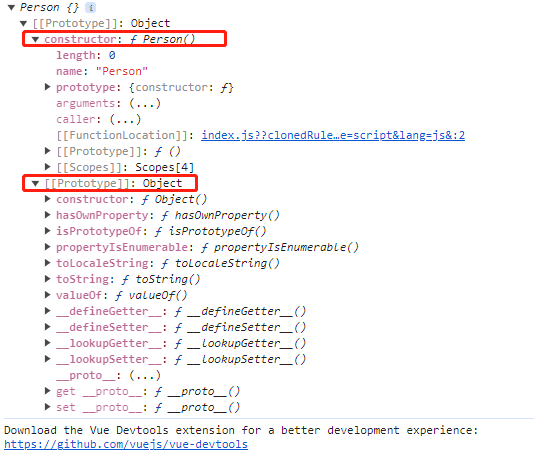 ▼ Person {} i
▼ [[Prototype]]: Object
▼ constructor: ƒ Person()
length: 0
name: "Person"
▶ prototype: {constructor: ƒ}
arguments: (...)
caller: (...)
[[FunctionLocation]]: index.js??clonedRule…e=script&lang=js&:2
▶ [[Prototype]]: ƒ ()
▶ [[Scopes]]: Scopes[4]
▼ [[Prototype]]: Object
▶ constructor: ƒ Object()
▶ hasOwnProperty: ƒ hasOwnProperty()
▶ isPrototypeOf: ƒ isPrototypeOf()
▶ propertyIsEnumerable: ƒ propertyIsEnumerable()
▶ toLocaleString: ƒ toLocaleString()
▶ toString: ƒ toString()
▶ valueOf: ƒ valueOf()
▶ __defineGetter__: ƒ __defineGetter__()
▶ __defineSetter__: ƒ __defineSetter__()
▶ __lookupGetter__: ƒ __lookupGetter__()
▶ __lookupSetter__: ƒ __lookupSetter__()
__proto__: (...)
▶ get __proto__: ƒ __proto__()
▶ set __proto__: ƒ __proto__()
Download the Vue Devtools extension for a better development experience:
https://github.com/vuejs/vue-devtools